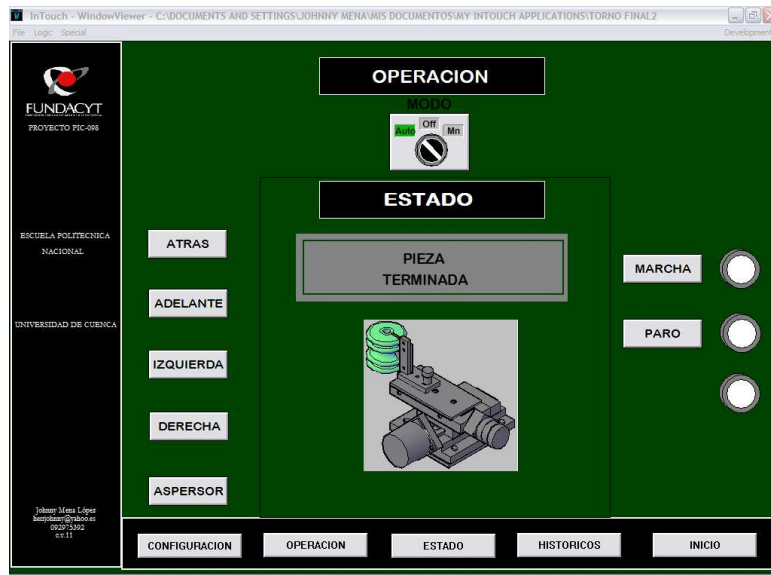 InTouch - WindowViewer - C:\DOCUMENTS AND SETTINGS\JOHNNY MENA\MIS DOCUMENTOS\MY INTOUCH APPLICATIONS\TORNO FINAL2
File Logic Special
Development
FUNDACYT
PROYECTO PIC-098
ESCUELA POLITECNICA
NACIONAL
UNIVERSIDAD DE CUENCA
Johnny Mena López
092975392
c.v.11
OPERACION
MODO
Auto Off Mn
ESTADO
PIEZA
TERMINADA
ATRAS
ADELANTE
IZQUIERDA
DERECHA
ASPERSOR
MARCHA
PARO
CONFIGURACION
OPERACION
ESTADO
HISTORICOS
INICIO